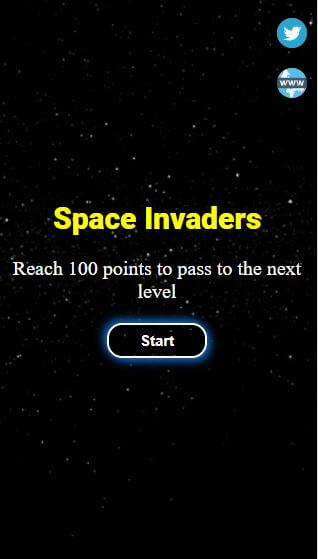 www
Space Invaders
Reach 100 points to pass to the next
level
Start